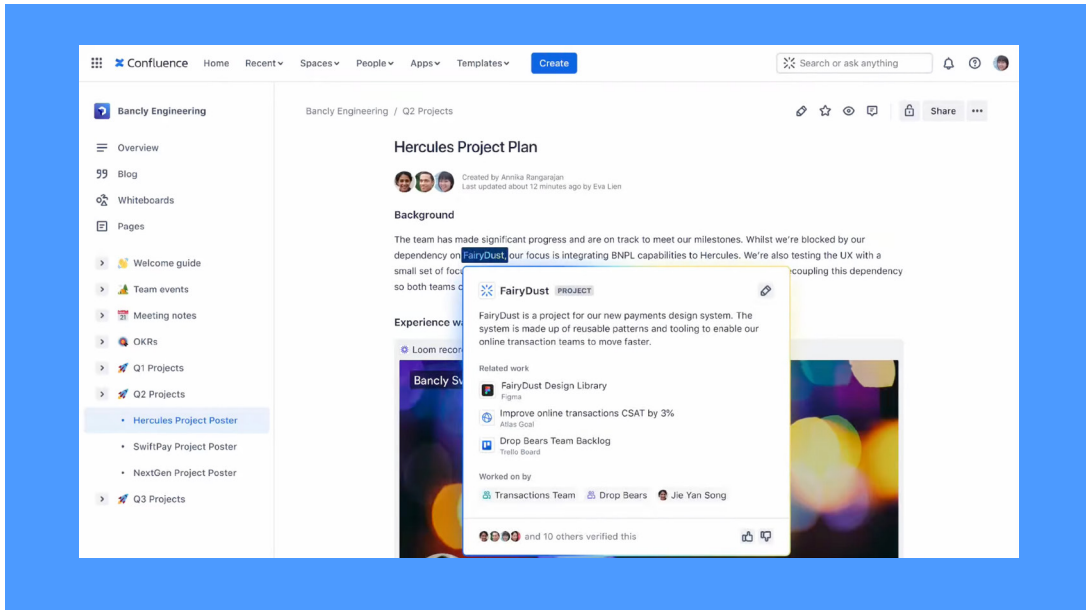 Confluence Home Recent Spaces People Apps Templates Create Search or ask anything
Bancly Engineering
Overview
Blog
Whiteboards
Pages
Welcome guide
Team events
Meeting notes
OKRs
Q1 Projects
Q2 Projects
Hercules Project Poster
SwiftPay Project Poster
NextGen Project Poster
Q3 Projects
Bancly Engineering / Q2 Projects
Share
Hercules Project Plan
Created by Annika Rangarajan
Last updated about 12 minutes ago by Eva Lien
Background
The team has made significant progress and are on track to meet our milestones. Whilst we're blocked by our
dependency on FairyDust, our focus is integrating BNPL capabilities to Hercules. We're also testing the UX with a
small set of
coupling this dependency
so both teams
Experience
Loom
Bancly
FairyDust PROJECT
FairyDust is a project for our new payments design system. The
system is made up of reusable patterns and tooling to enable our
online transaction teams to move faster.
Related work
FairyDust Design Library
Figma
Improve online transactions CSAT by 3%
Atlas Goal
Drop Bears Team Backlog
Trello Board
Worked on by
Transactions Team Drop Bears Jie Yan Song
and 10 others verified this